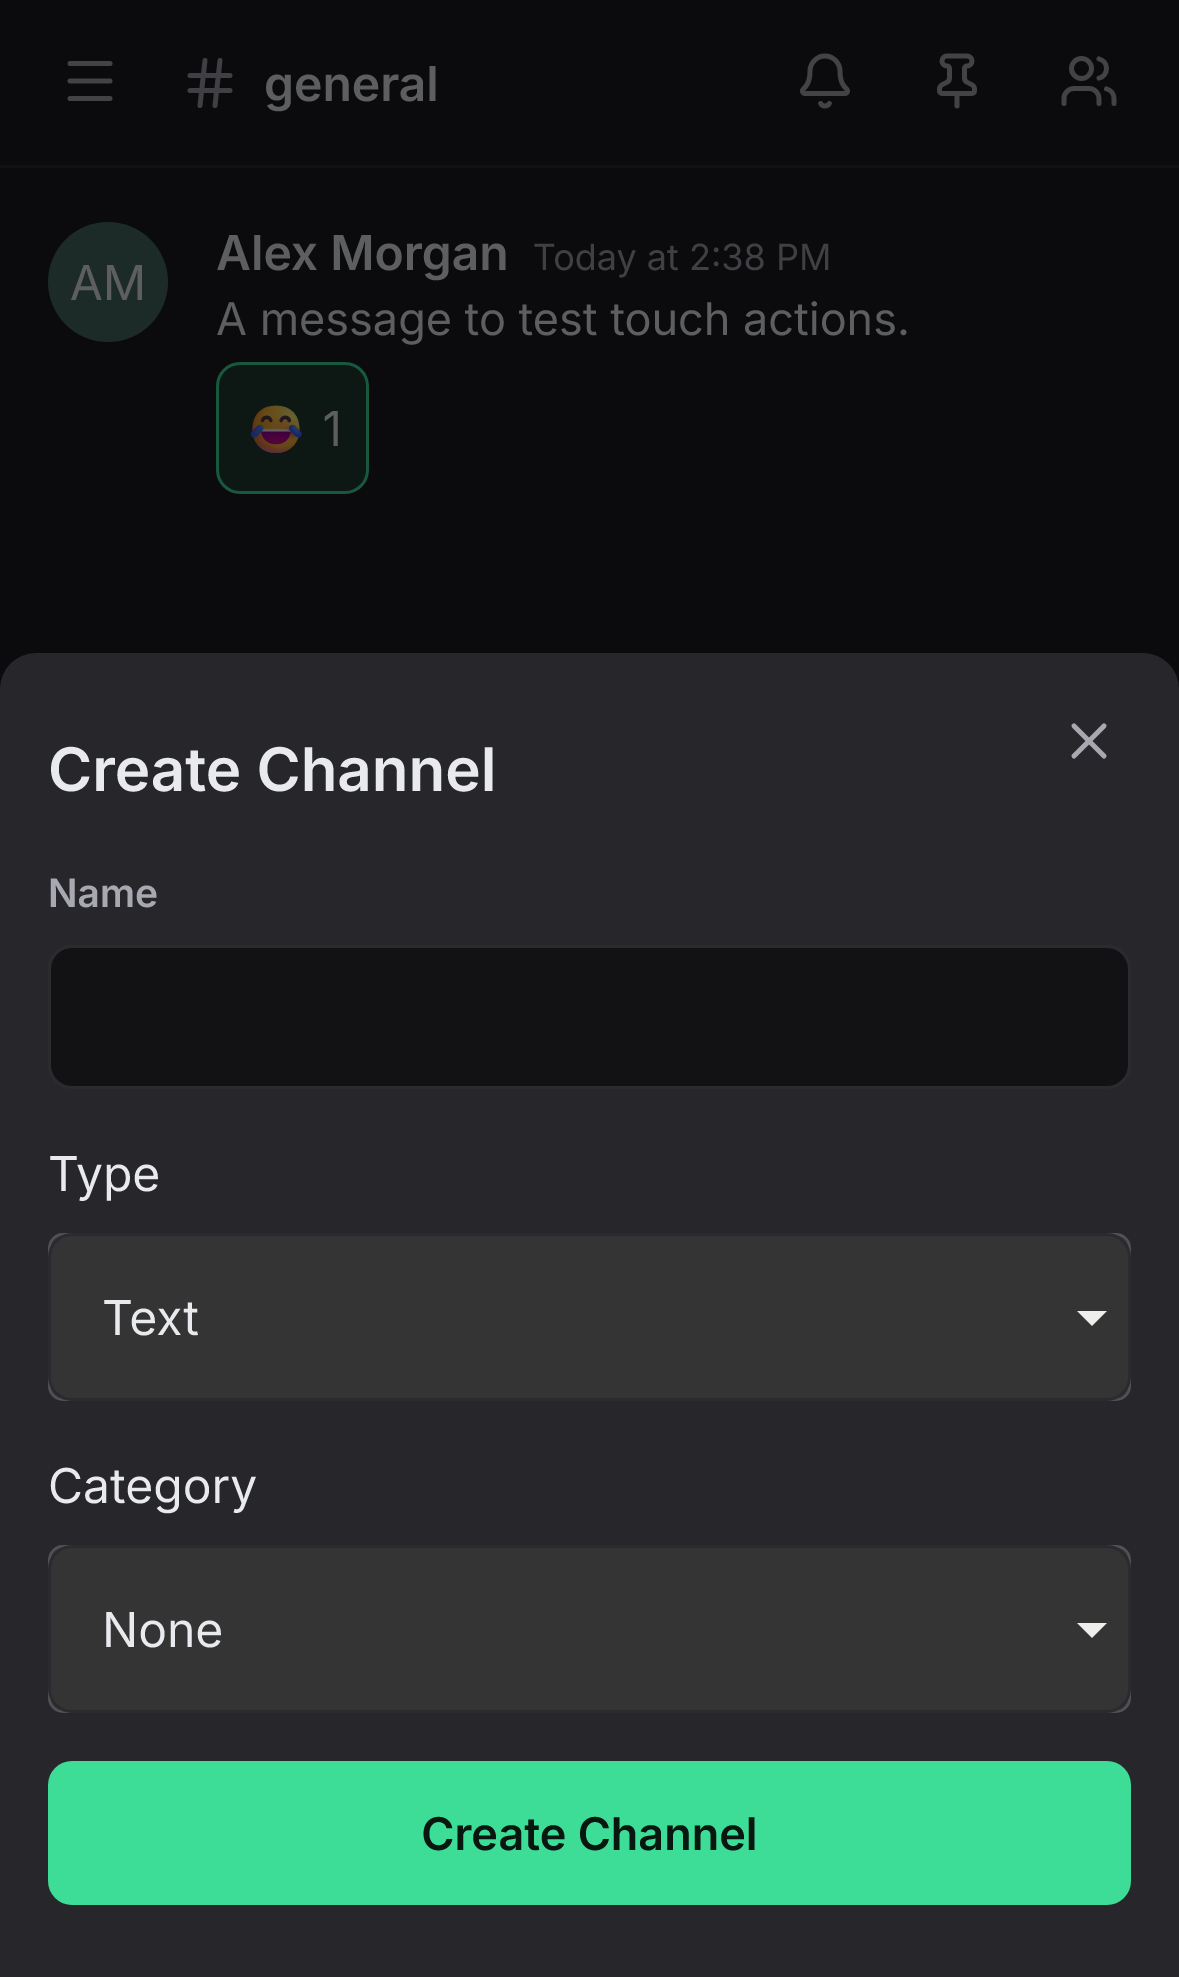 # general
AM
Alex Morgan Today at 2:38 PM
A message to test touch actions.
😂 1
Create Channel
Name
Type
Text
Category
None
Create Channel